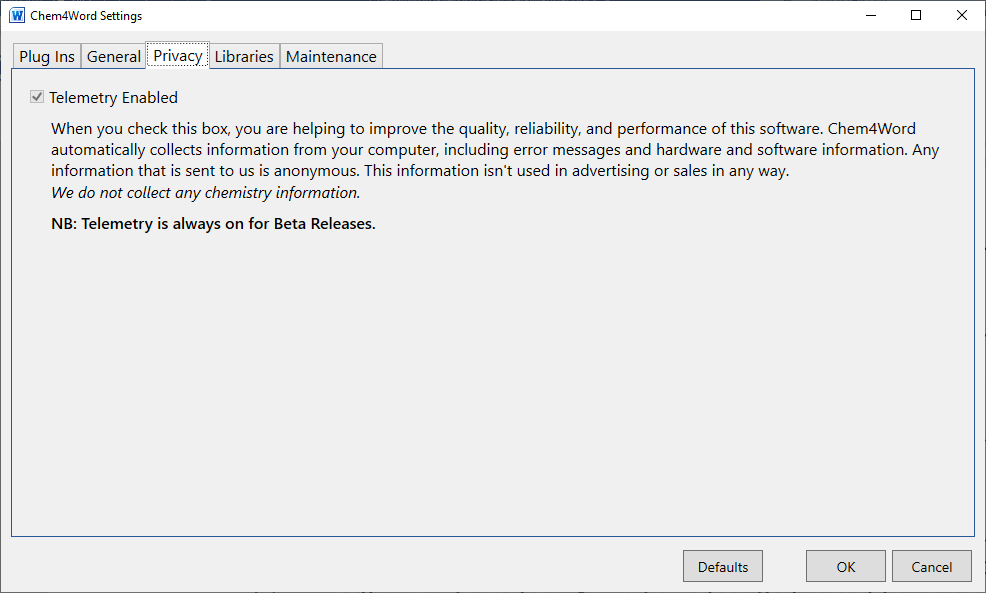 Chem4Word Settings
Plug Ins General Privacy Libraries Maintenance
Telemetry Enabled
When you check this box, you are helping to improve the quality, reliability, and performance of this software. Chem4Word
automatically collects information from your computer, including error messages and hardware and software information. Any
information that is sent to us is anonymous. This information isn't used in advertising or sales in any way.
We do not collect any chemistry information.
NB: Telemetry is always on for Beta Releases.
Defaults OK Cancel